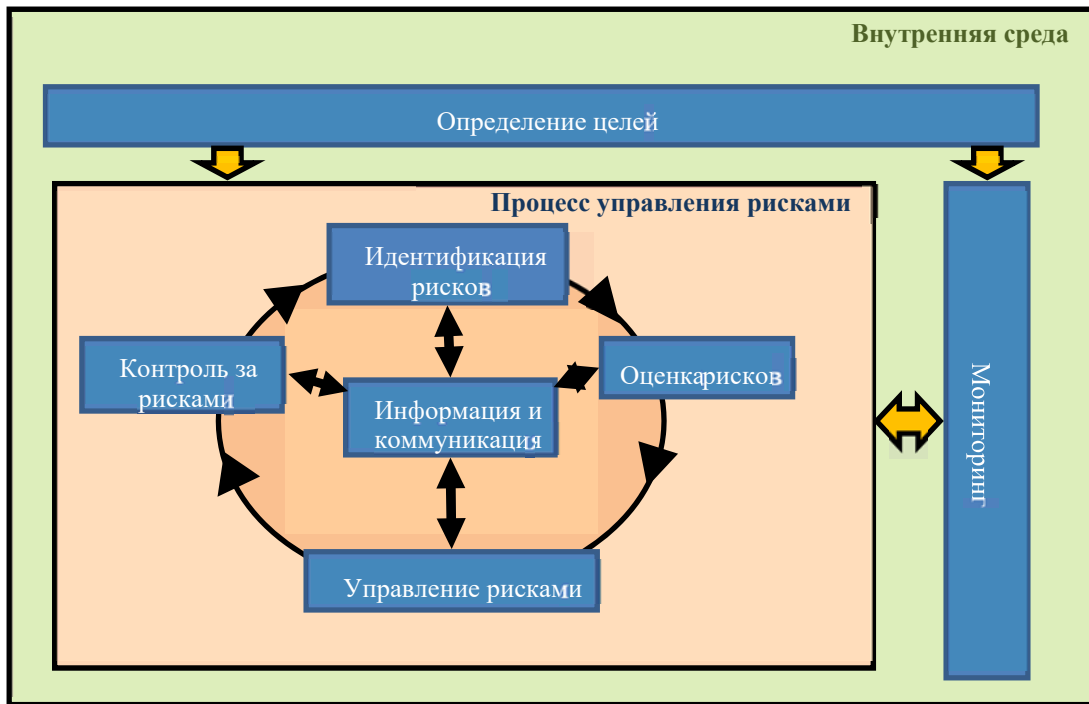 Внутренняя среда
Определение целей
Процесс управления рисками
Идентификация
рисков
Контроль за
рисками
Оценкарисков
Информация и
коммуникация
Управление рисками
Мониторинг